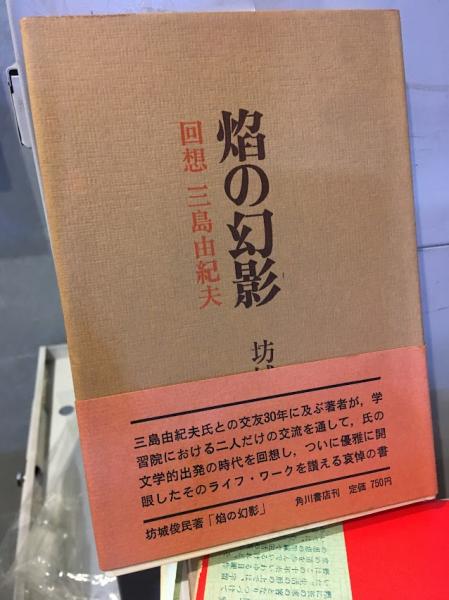 焔の幻影
回想 三島由紀夫
坊城
三島由紀夫氏との交友30年に及ぶ著者が，学
習院における二人だけの交流を通して，氏の
文学的出発の時代を回想し，ついに優雅に開
眼したそのライフ・ワークを讃える哀悼の書
坊城俊民著「焔の幻影」 角川書店刊 定価 750円